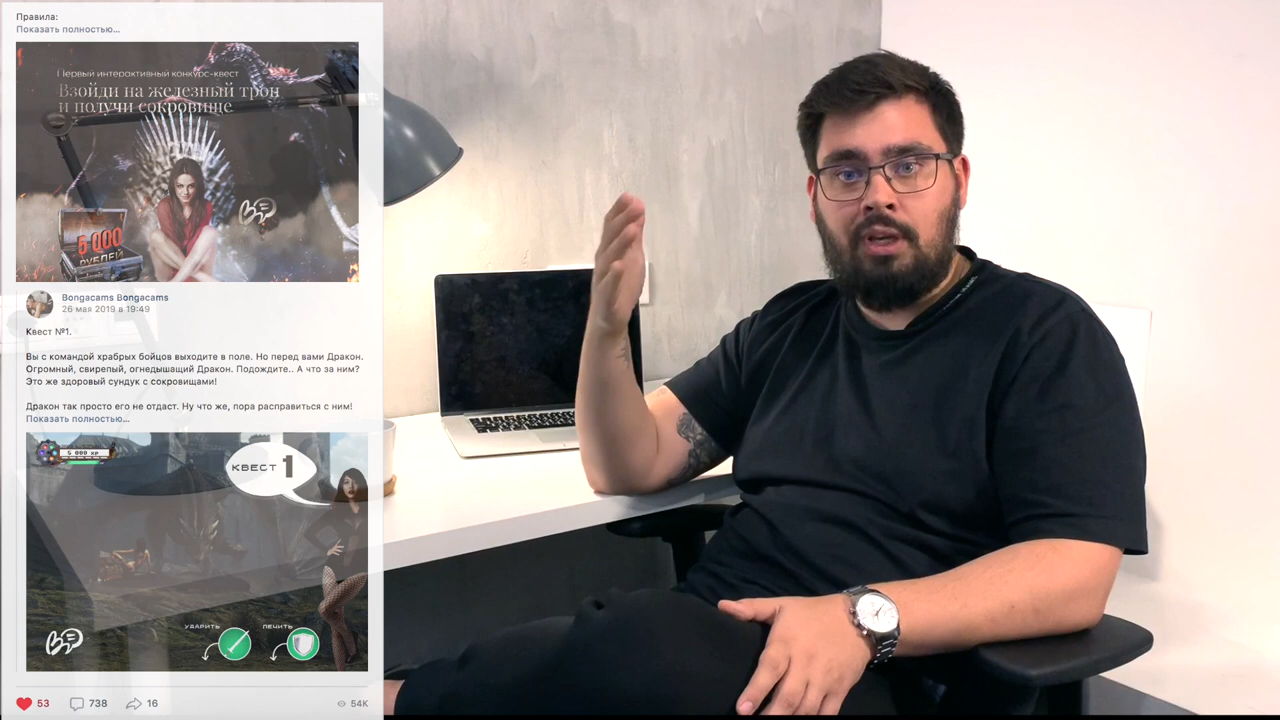 Правила:
Показать полностью...
Первый интерактивный конкурс-квест
Взойди на железный трон
и получи сокровище
5 000
РУБЛЕЙ
Bongacams Bongacams
26 мая 2019 в 19:49
Квест №1.
Вы с командой храбрых бойцов выходите в поле. Но перед вами Дракон.
Огромный, свирепый, огнедышащий Дракон. Подождите.. А что за ним?
Это же здоровый сундук с сокровищами!
Дракон так просто его не отдаст. Ну что же, пора расправиться с ним!
Показать полностью...
5 000 хр
КВЕСТ 1
УДАРИТЬ
ЛЕЧИТЬ
53
738
16
54K